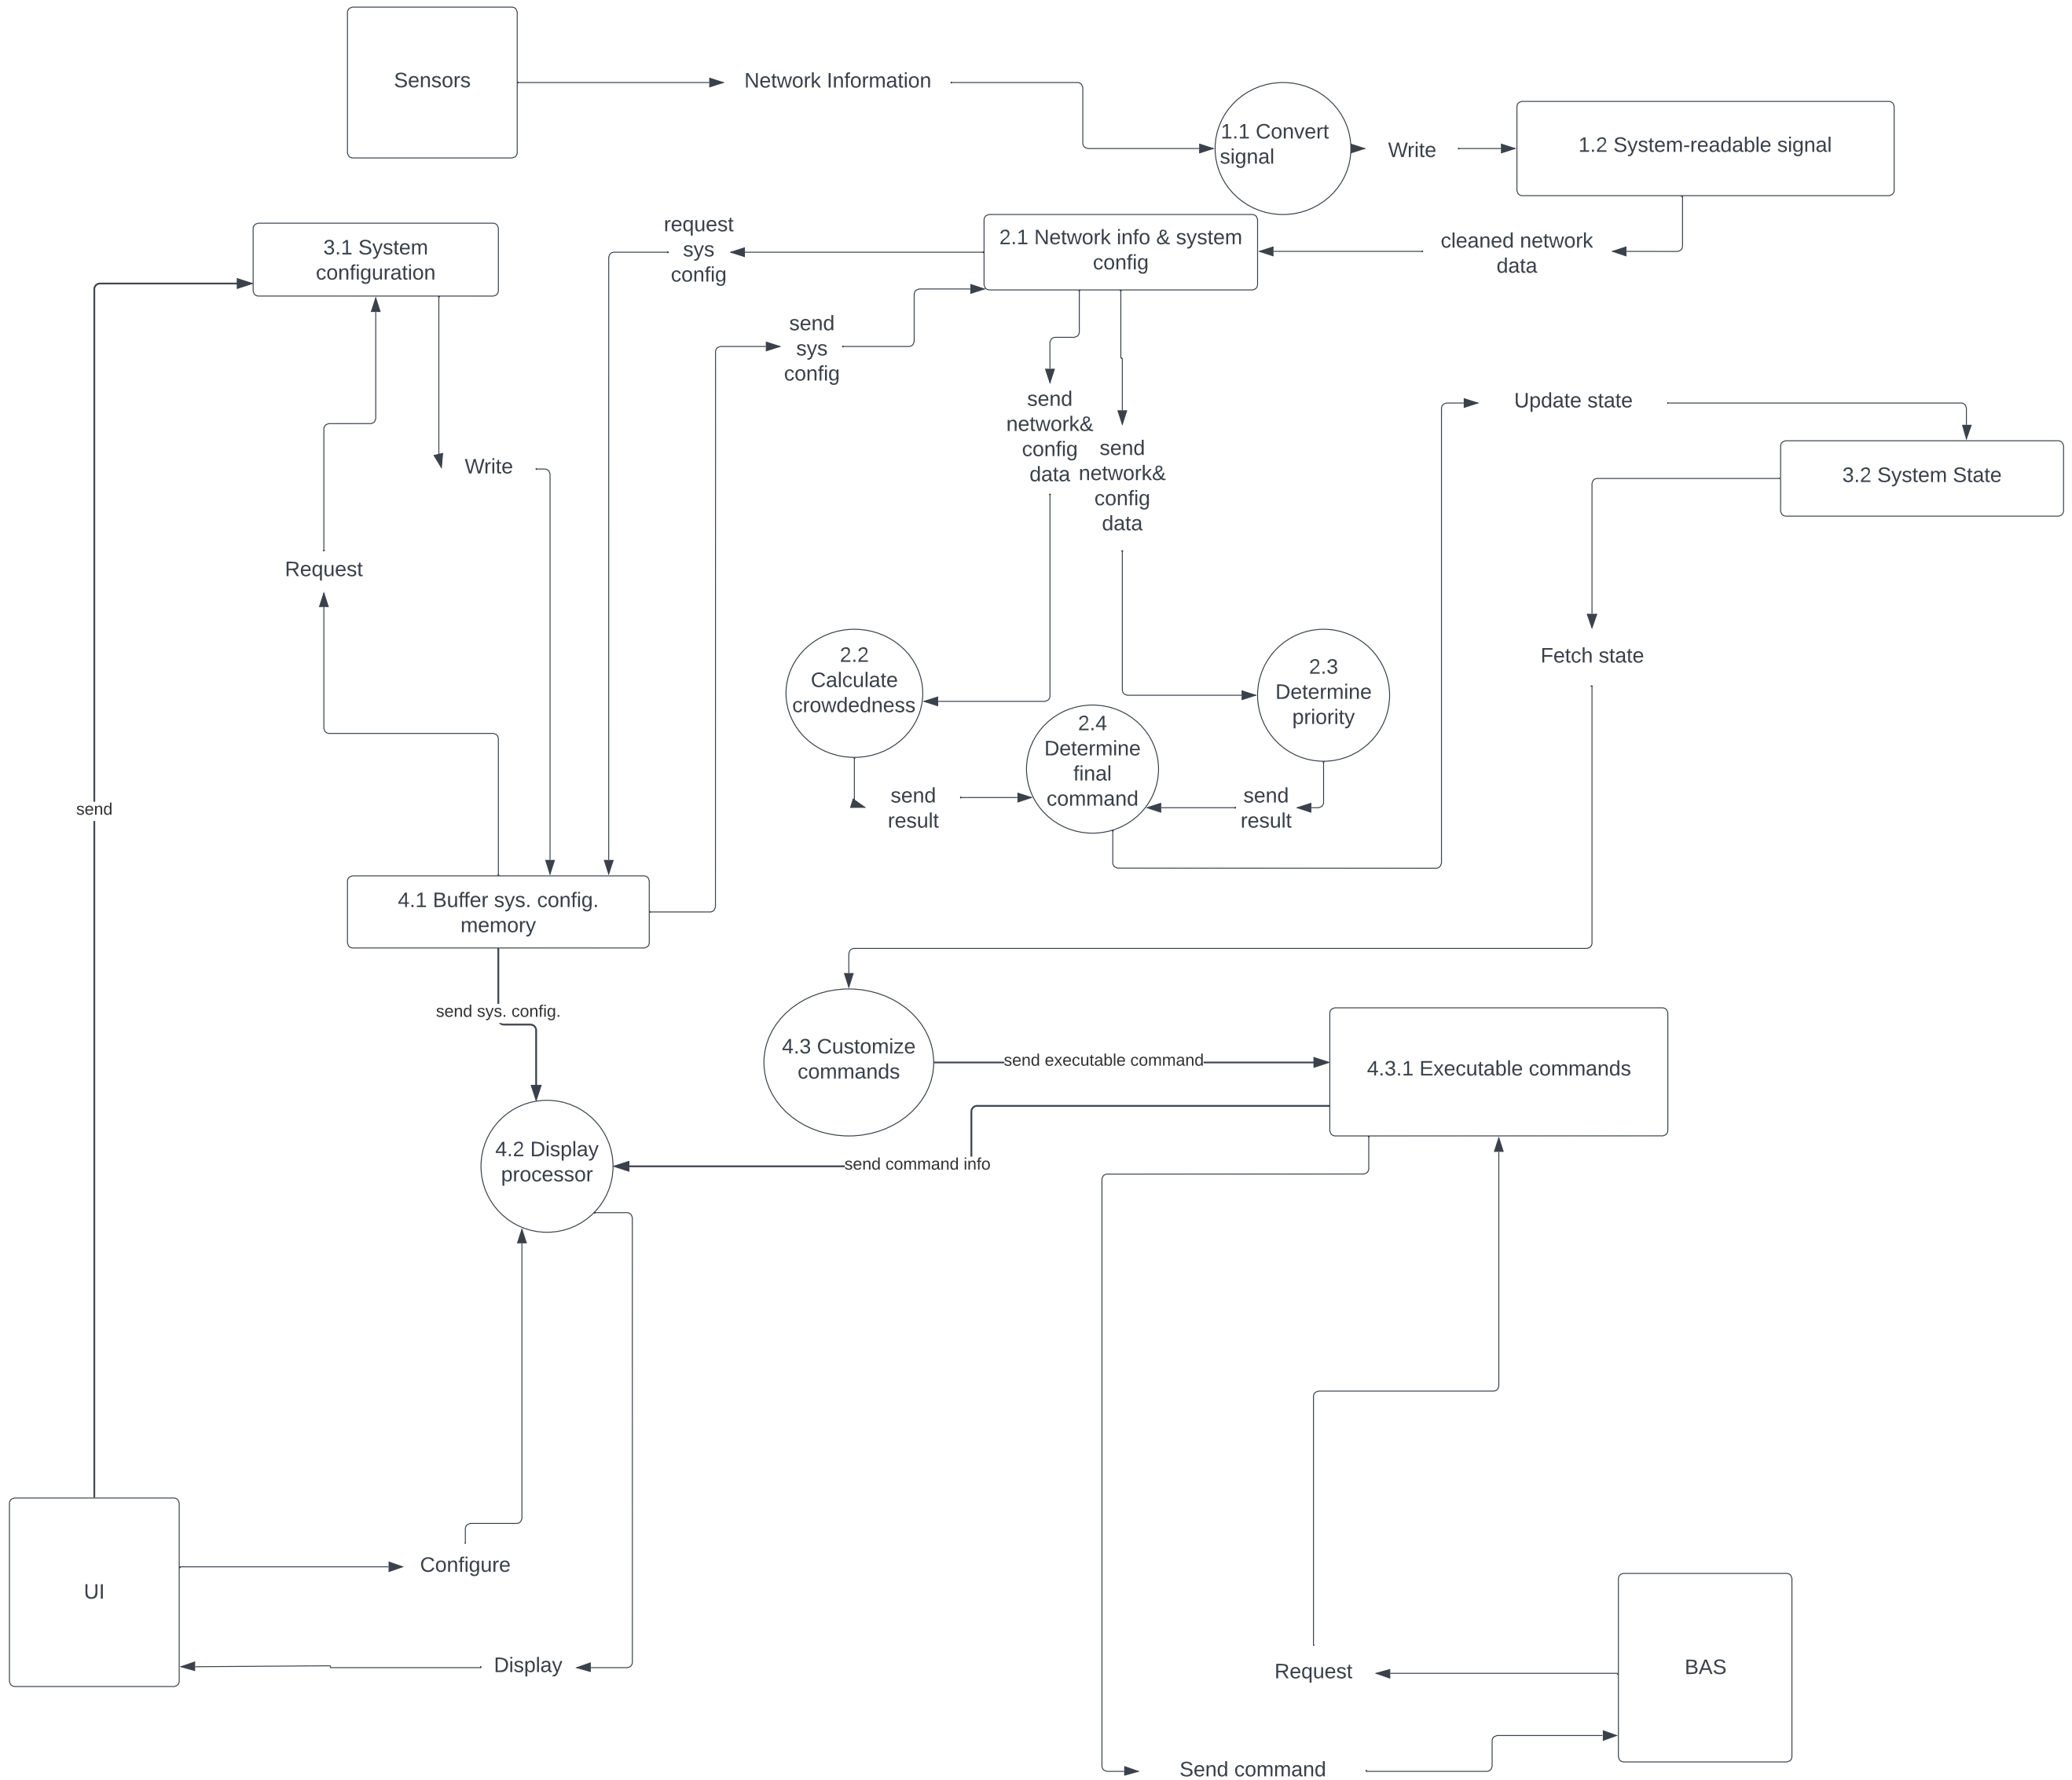 Sensors
Network Information
1.1 Convert
signal
Write
1.2 System-readable signal
3.1 System
configuration
request
sys
config
2.1 Network info & system
config
cleaned network
data
send
sys
config
send
network&
config
data
send
network&
config
data
Update state
3.2 System State
Write
Request
2.2
Calculate
crowdedness
2.3
Determine
priority
Fetch state
2.4
Determine
final
command
send
result
send
result
send
4.1 Buffer sys. config.
memory
send sys. config.
4.3 Customize
commands
send executable command
4.3.1 Executable commands
4.2 Display
processor
send command info
UI
Configure
Display
Request
BAS
Send command